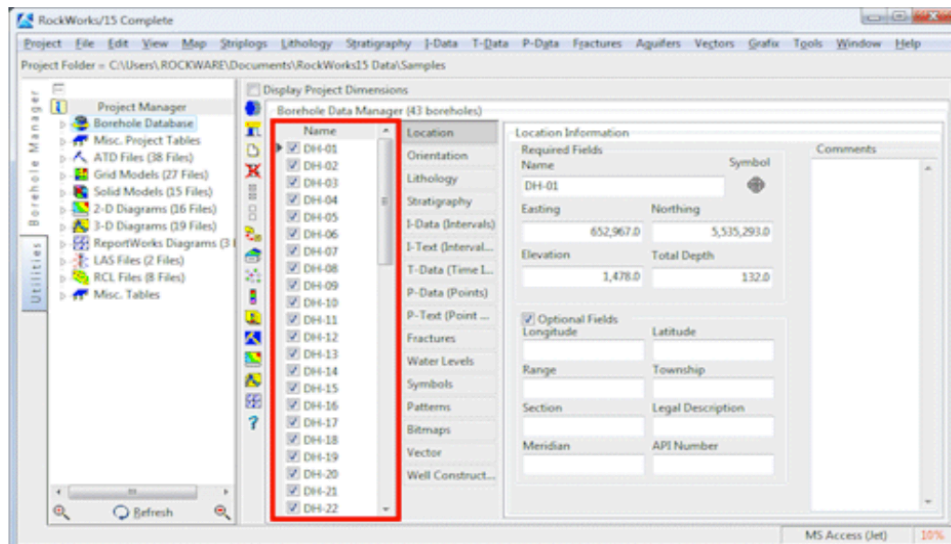 RockWorks/15 Complete
Project File Edit View Map Striplogs Lithology Stratigraphy I-Data T-Data P-Data Fractures Aquifers Vectors Grafix Tools Window Help
Project Folder = C:\Users\.ROCKWARE\Documents\RockWorks15 Data\Samples
Borehole Manager
Utilities
Project Manager
Borehole Database
Misc. Project Tables
ATD Files (38 Files)
Grid Models (27 Files)
Solid Models (15 Files)
2-D Diagrams (16 Files)
3-D Diagrams (19 Files)
ReportWorks Diagrams (3
LAS Files (2 Files)
RCL Files (8 Files)
Misc. Tables
Refresh
Display Project Dimensions
Borehole Data Manager (43 boreholes)
Name
DH-01
DH-02
DH-03
DH-04
DH-05
DH-06
DH-07
DH-08
DH-09
DH-10
DH-11
DH-12
DH-13
DH-14
DH-15
DH-16
DH-17
DH-18
DH-19
DH-20
DH-21
DH-22
Location
Orientation
Lithology
Stratigraphy
I-Data (Intervals)
I-Text (Interval...
T-Data (Time I...
P-Data (Points)
P-Text (Point ...
Fractures
Water Levels
Symbols
Patterns
Bitmaps
Vector
Well Construct...
Location Information
Required Fields
Name Symbol
DH-01
Easting Northing
652,967.0 5,535,293.0
Elevation Total Depth
1,478.0 132.0
Optional Fields
Longitude Latitude
Range Township
Section Legal Description
Meridian API Number
Comments
MS Access (Jet) 10%